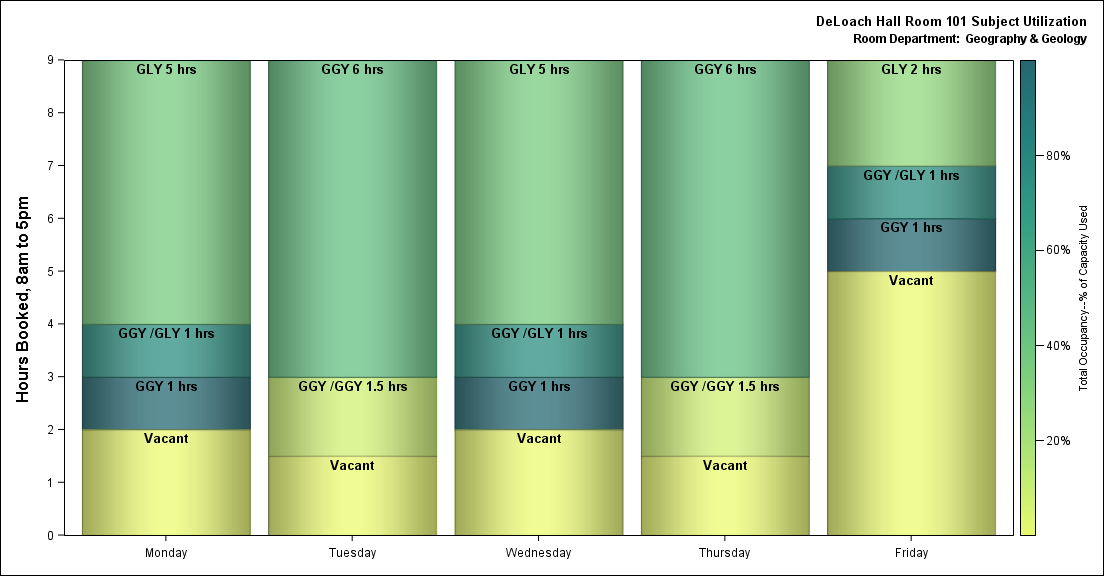 DeLoach Hall Room 101 Subject Utilization
Room Department: Geography & Geology
Hours Booked, 8am to 5pm
9
8
7
6
5
4
3
2
1
0
GLY 5 hrs
GGY /GLY 1 hrs
GGY 1 hrs
Vacant
GGY 6 hrs
GGY /GGY 1.5 hrs
Vacant
GLY 5 hrs
GGY /GLY 1 hrs
GGY 1 hrs
Vacant
GGY 6 hrs
GGY /GGY 1.5 hrs
Vacant
GLY 2 hrs
GGY /GLY 1 hrs
GGY 1 hrs
Vacant
Monday
Tuesday
Wednesday
Thursday
Friday
80%
60%
40%
20%
Total Occupancy--% of Capacity Used